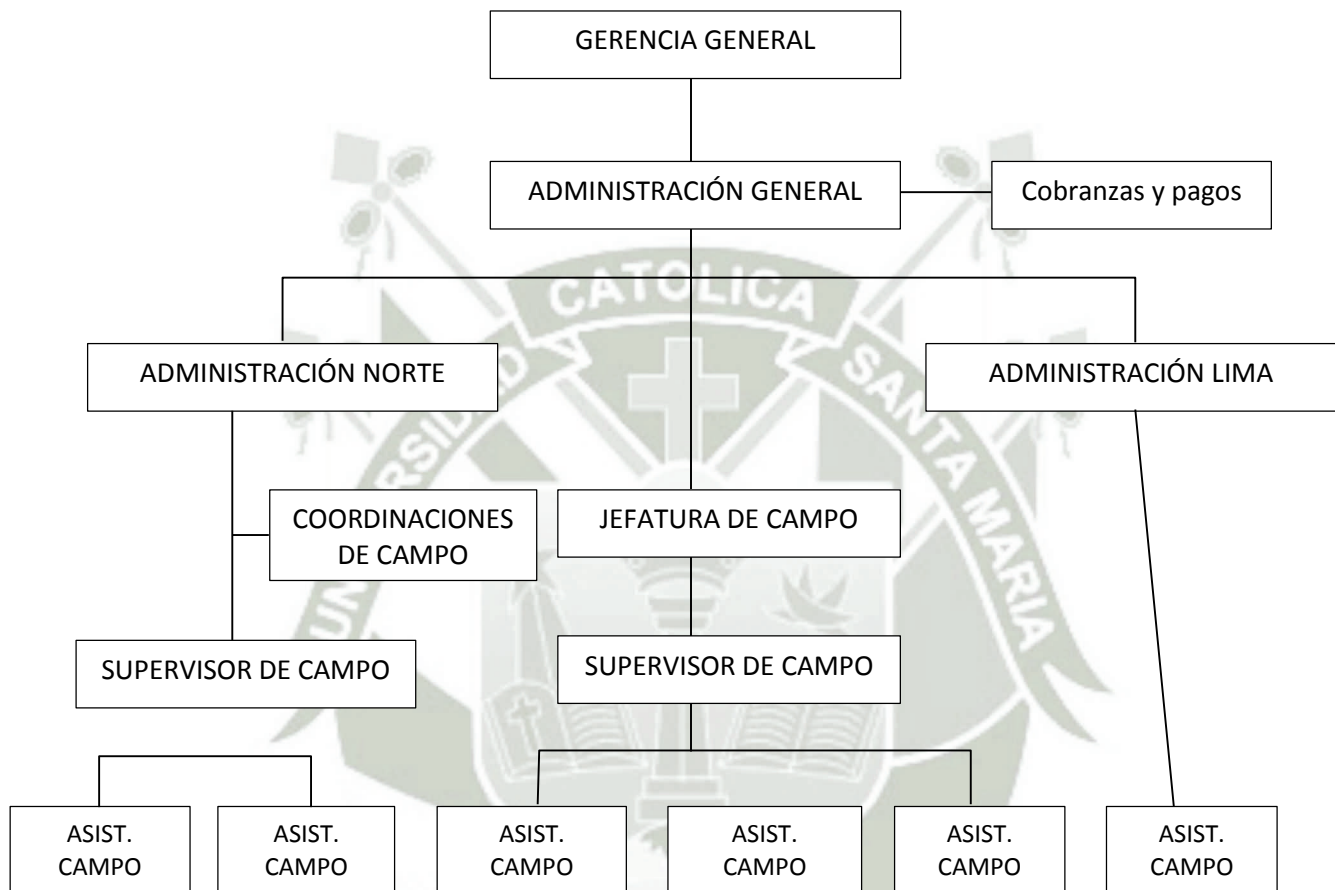 GERENCIA GENERAL
ADMINISTRACIÓN GENERAL
Cobranzas y pagos
UNIVERSIDAD CATOLICA SANTA MARIA
ADMINISTRACIÓN NORTE
ADMINISTRACIÓN LIMA
COORDINACIONES
DE CAMPO
JEFATURA DE CAMPO
SUPERVISOR DE CAMPO
SUPERVISOR DE CAMPO
ASIST.
CAMPO
ASIST.
CAMPO
ASIST.
CAMPO
ASIST.
CAMPO
ASIST.
CAMPO
ASIST.
CAMPO